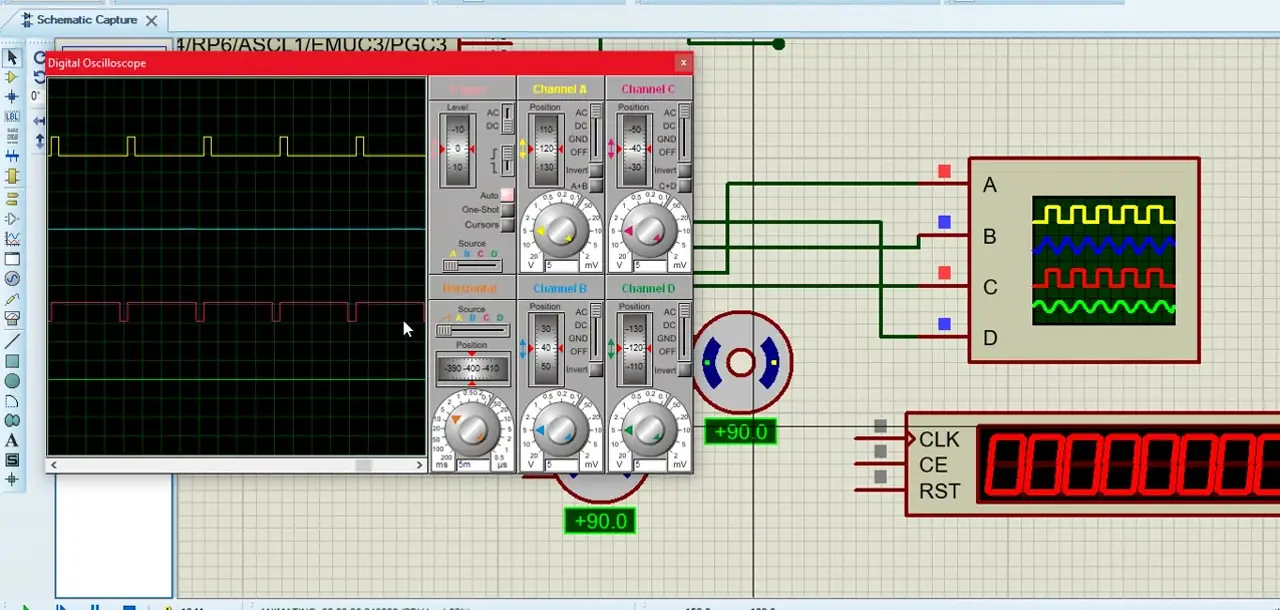 Schematic Capture
4/RP6/ASCL1/EMUC3/PGC3
Digital Oscilloscope
0°
LBL
Trigger
Channel A
Channel C
Level
-10
0
10
AC
DC
Auto
One-Shot
Cursors
Source
A B C D
Position
110
120
130
AC
DC
GND
OFF
Invert
A+B
V
5
mV
Position
-50
-40
-30
AC
DC
GND
OFF
Invert
C+D
V
5
mV
Horizontal
Channel B
Channel D
Source
A B C D
Position
-390 -400 -410
ms
5m
µs
Position
30
40
50
AC
DC
GND
OFF
Invert
V
5
mV
Position
-130
-120
-110
AC
DC
GND
OFF
Invert
V
5
mV
A
B
C
D
+90.0
+90.0
CLK
CE
RST
0000000